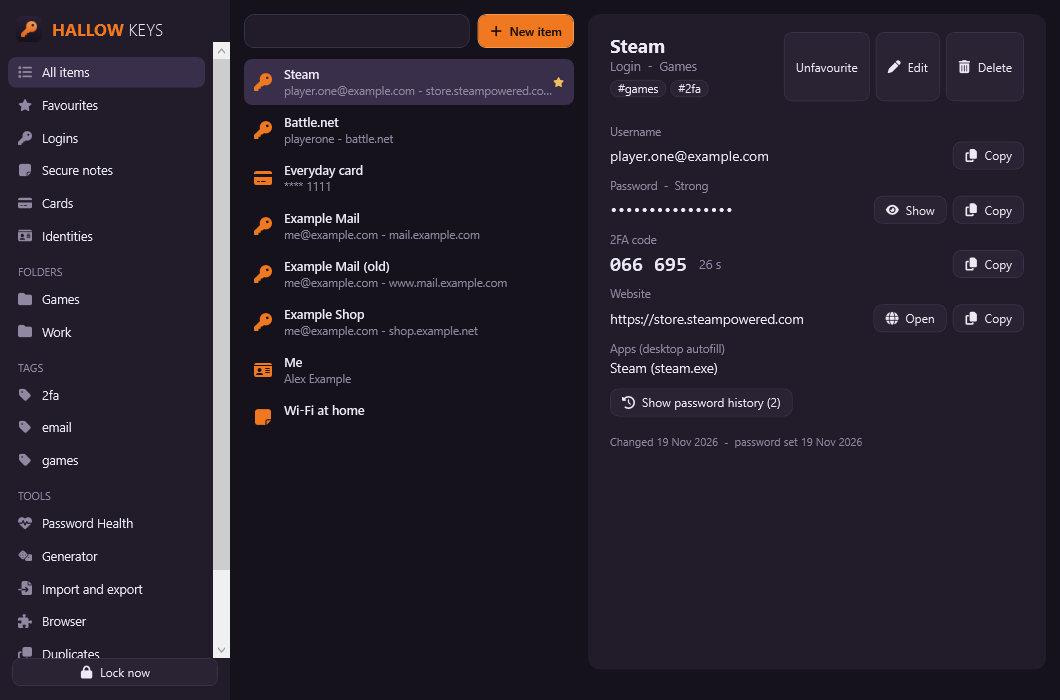 HALLOW KEYS
All items
Favourites
Logins
Secure notes
Cards
Identities
FOLDERS
Games
Work
TAGS
2fa
email
games
TOOLS
Password Health
Generator
Import and export
Browser
Duplicates
Lock now
New item
Steam
player.one@example.com - store.steampowered.co...
Battle.net
playerone - battle.net
Everyday card
**** 1111
Example Mail
me@example.com - mail.example.com
Example Mail (old)
me@example.com - www.mail.example.com
Example Shop
me@example.com - shop.example.net
Me
Alex Example
Wi-Fi at home
Steam
Login - Games
#games #2fa
Unfavourite
Edit
Delete
Username
player.one@example.com
Copy
Password - Strong
••••••••••••••••
Show
Copy
2FA code
066 695 26 s
Copy
Website
https://store.steampowered.com
Open
Copy
Apps (desktop autofill)
Steam (steam.exe)
Show password history (2)
Changed 19 Nov 2026 - password set 19 Nov 2026